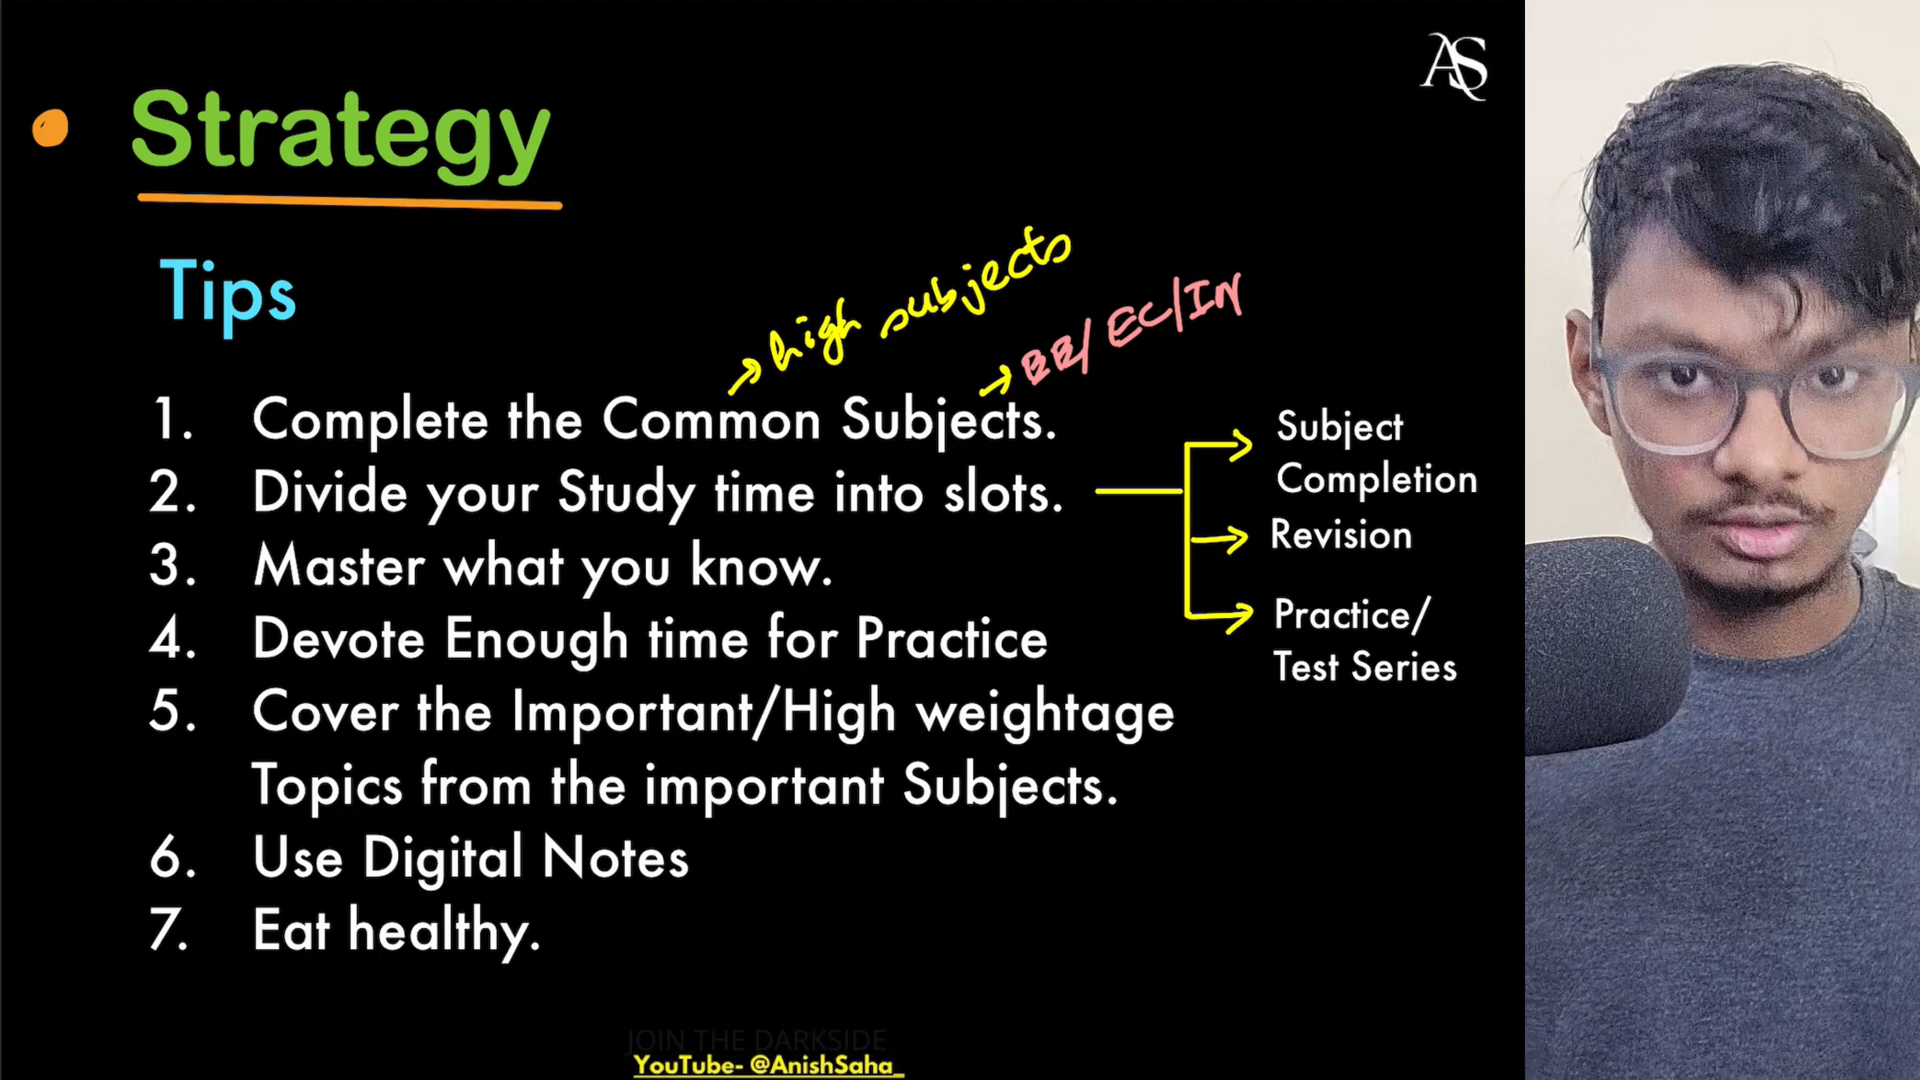 AS
Strategy
Tips
→ high subjects
→ EE/EC/IN
1. Complete the Common Subjects.
2. Divide your Study time into slots.
3. Master what you know.
4. Devote Enough time for Practice
5. Cover the Important/High weightage
Topics from the important Subjects.
6. Use Digital Notes
7. Eat healthy.
Subject
Completion
Revision
Practice/
Test Series
JOIN THE DARKSIDE
YouTube- @AnishSaha_